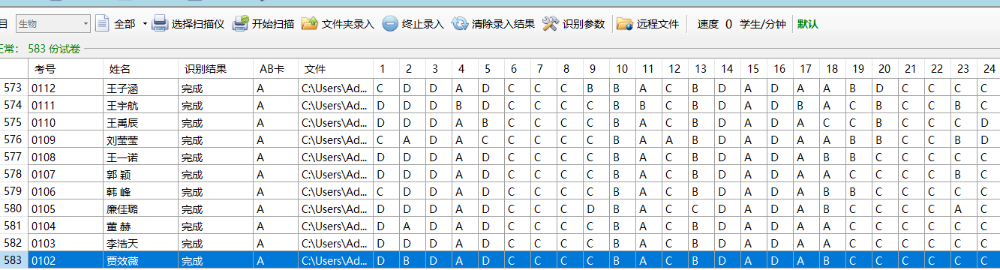 目 生物 全部 选择扫描仪 开始扫描 文件夹录入 终止录入 清除录入结果 识别参数 远程文件 速度 0 学生/分钟 默认
正常： 583 份试卷
考号 姓名 识别结果 AB卡 文件 1 2 3 4 5 6 7 8 9 10 11 12 13 14 15 16 17 18 19 20 21 22 23 24
573 0112 王子涵 完成 A C:\Users\Ad... C D D A D C C C B B A C B D A D A A B D C C C C
574 0111 王宇航 完成 A C:\Users\Ad... D D D B D C C C C B B C B D A D B A C B C C B C
575 0110 王禹辰 完成 A C:\Users\Ad... D D D A B C C C C B A C B D A D A C C B C C C D
576 0109 刘莹莹 完成 A C:\Users\Ad... C A D A C C C C C B A A B D A D A A B B C C B D
577 0108 王一诺 完成 A C:\Users\Ad... D D D A D C C C C B A C B D A D A B B C C C C C
578 0107 郭 颖 完成 A C:\Users\Ad... D D D A D C C C C B A C B D A D A A C C C C B C
579 0106 韩 峰 完成 A C:\Users\Ad... C D D A D C C C C B A C B D A D A B B C C C C C
580 0105 廉佳璐 完成 A C:\Users\Ad... D D D A D C C C D B A C C D A D A B C C C C A C
581 0104 董 赫 完成 A C:\Users\Ad... D A D A D C C C C B A C B D A D A A C C C C C C
582 0103 李浩天 完成 A C:\Users\Ad... D D D A D C C C C B A C B D A D A A C C C C C C
583 0102 贾效薇 完成 A C:\Users\Ad... D B D A D C C C C B A C B D A D A B C C C C C C